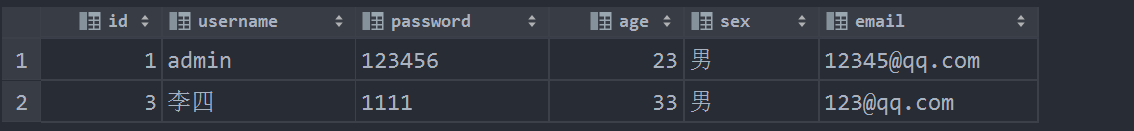 id username password age sex email
1 1 admin 123456 23 男 12345@qq.com
2 3 李四 1111 33 男 123@qq.com